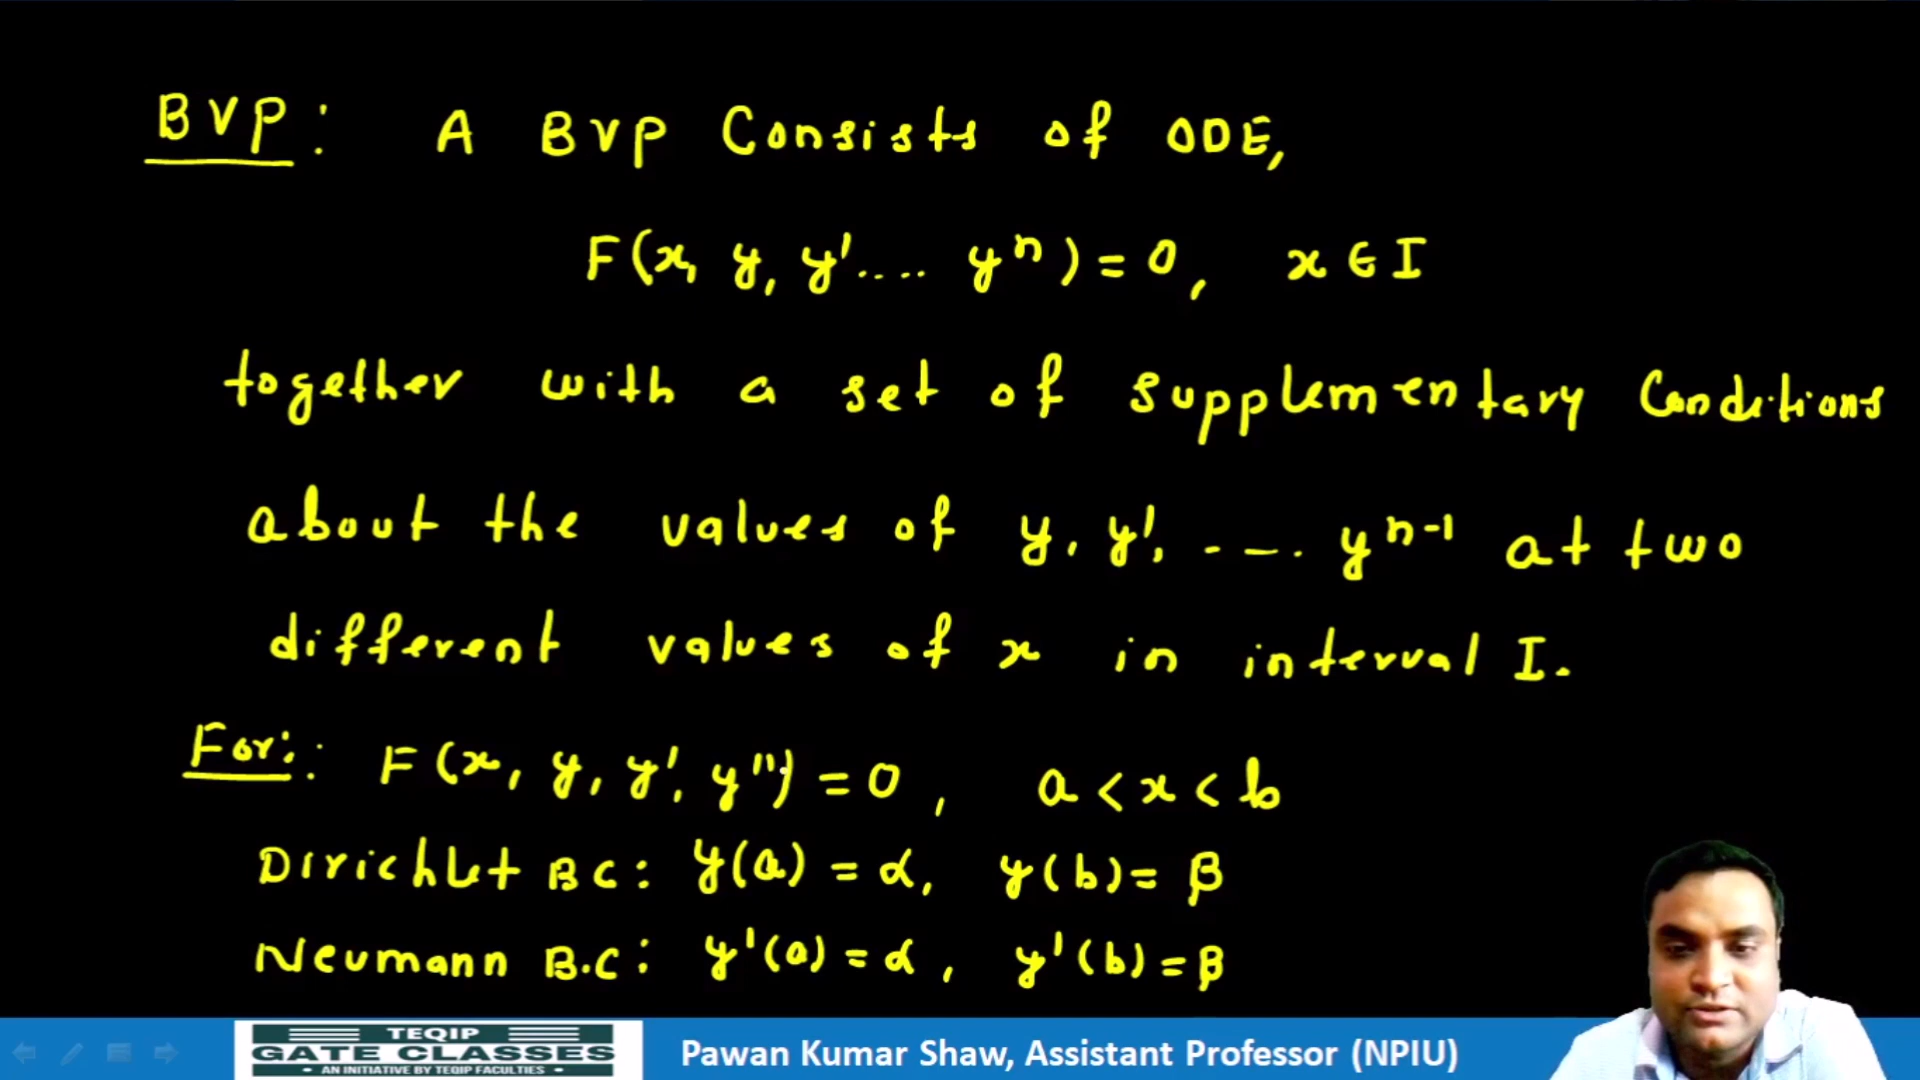 BVP: A BVP Consists of ODE,
F(x, y, y'.... yⁿ) = 0, x ∈ I
together with a set of supplementary Conditions
about the values of y, y', ..... yⁿ⁻¹ at two
different values of x in interval I.
For:: F(x, y, y', y'') = 0, a < x < b
Dirichlet BC: y(a) = α, y(b) = β
Neumann B.C: y'(a) = α, y'(b) = β
TEQIP
GATE CLASSES
• AN INITIATIVE BY TEQIP FACULTIES •
Pawan Kumar Shaw, Assistant Professor (NPIU)